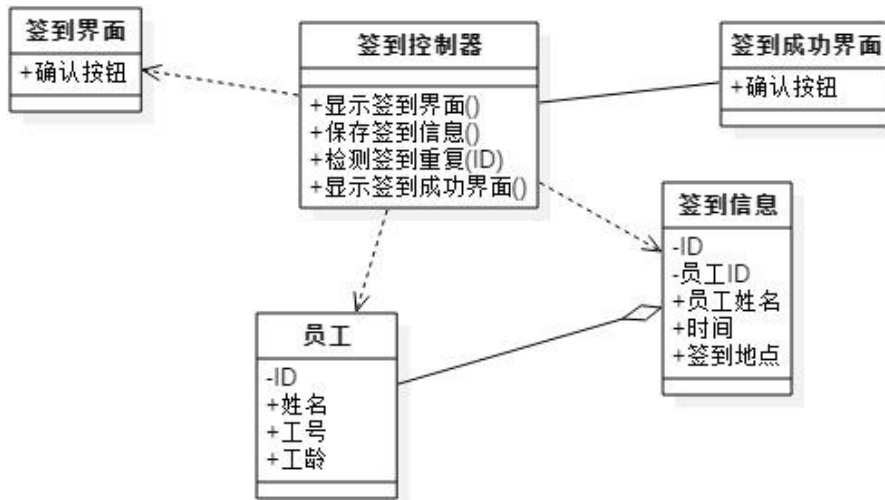 签到界面
+确认按钮
签到控制器
+显示签到界面()
+保存签到信息()
+检测签到重复(ID)
+显示签到成功界面()
签到成功界面
+确认按钮
签到信息
-ID
-员工ID
+员工姓名
+时间
+签到地点
员工
-ID
+姓名
+工号
+工龄